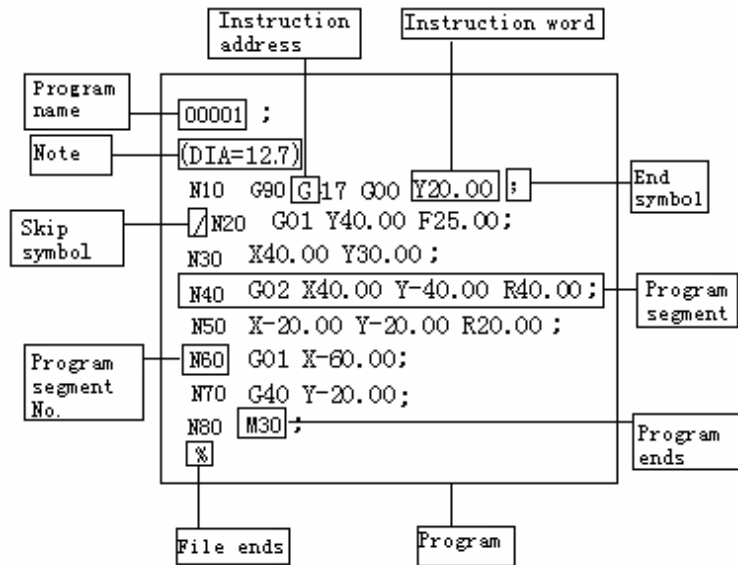 Instruction address
Instruction word
Program name
00001 ;
Note
(DIA=12.7)
N10 G90 G 17 G00 Y20.00 ;
End symbol
Skip symbol
/ N20 G01 Y40.00 F25.00;
N30 X40.00 Y30.00 ;
N40 G02 X40.00 Y-40.00 R40.00 ;
Program segment
N50 X-20.00 Y-20.00 R20.00 ;
Program segment No.
N60 G01 X-60.00;
N70 G40 Y-20.00;
N80 M30 ;
Program ends
%
File ends
Program